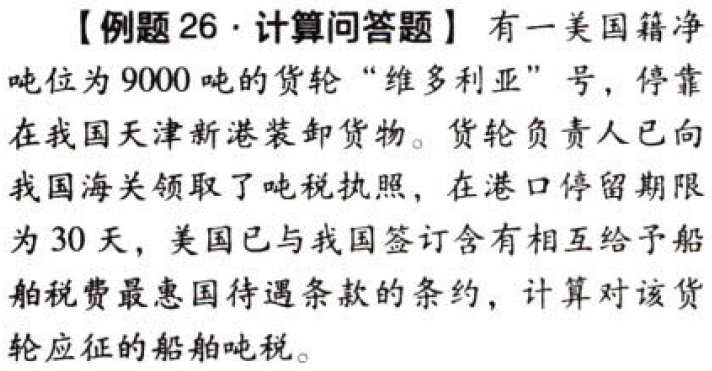 【例题 26·计算问答题】 有一美国籍净
吨位为 9000 吨的货轮“维多利亚”号，停靠
在我国天津新港装卸货物。货轮负责人已向
我国海关领取了吨税执照，在港口停留期限
为 30 天，美国已与我国签订含有相互给予船
舶税费最惠国待遇条款的条约，计算对该货
轮应征的船舶吨税。